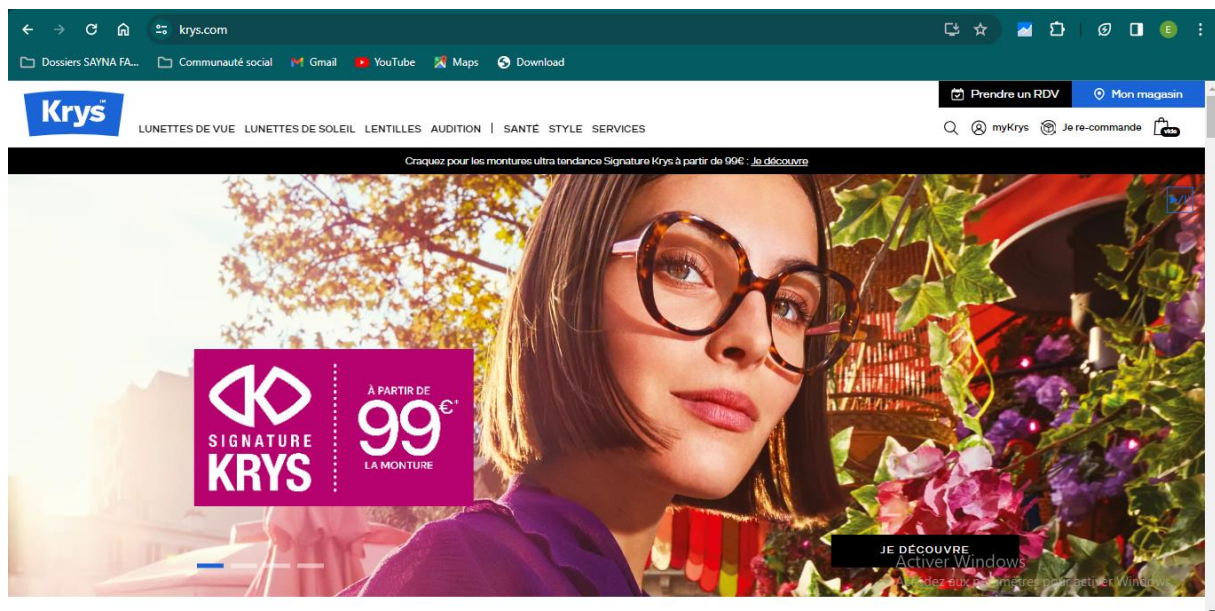 krys.com
E
Dossiers SAYNA FA...
Communauté social
Gmail
YouTube
Maps
Download
Prendre un RDV
Mon magasin
Krys
LUNETTES DE VUE LUNETTES DE SOLEIL LENTILLES AUDITION | SANTÉ STYLE SERVICES
myKrys
Je re-commande
vide
Craquez pour les montures ultra tendance Signature Krys à partir de 99€ : Je découvre
SIGNATURE
KRYS
À PARTIR DE
99€*
LA MONTURE
JE DÉCOUVRE
Activer Windows
Accédez aux paramètres pour activer Windows.